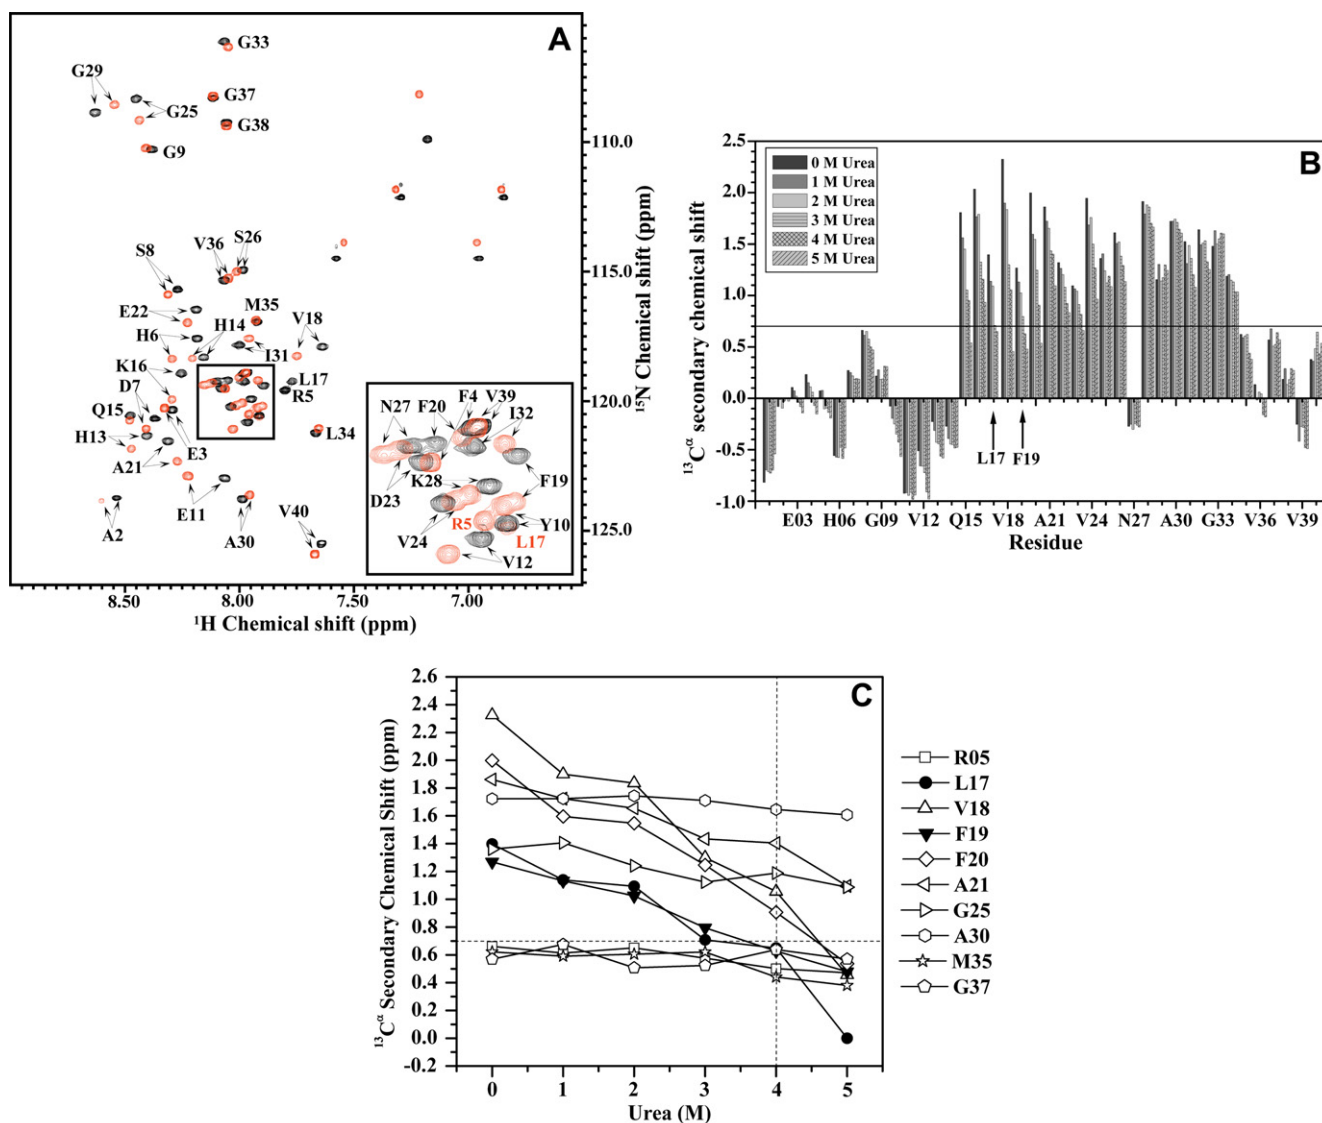 A
G33
G29
G25
G37
G38
G9
S26
V36
S8
E22
M35
V18
H6
H14
I31
K16
D7
L17
R5
Q15
L34
H13
E3
A21
E11
V40
A2
A30
N27
F20
F4
V39
I32
D23
K28
F19
R5
Y10
V24
L17
V12
110.0
115.0
120.0
125.0
¹⁵N Chemical shift (ppm)
8.50
8.00
7.50
7.00
¹H Chemical shift (ppm)
B
0 M Urea
1 M Urea
2 M Urea
3 M Urea
4 M Urea
5 M Urea
2.5
2.0
1.5
1.0
0.5
0.0
-0.5
-1.0
¹³Cᵅ secondary chemical shift
L17
F19
E03 H06 G09 V12 Q15 V18 A21 V24 N27 A30 G33 V36 V39
Residue
C
2.6
2.4
2.2
2.0
1.8
1.6
1.4
1.2
1.0
0.8
0.6
0.4
0.2
0.0
-0.2
¹³Cᵅ Secondary Chemical Shift (ppm)
0 1 2 3 4 5
Urea (M)
R05
L17
V18
F19
F20
A21
G25
A30
M35
G37